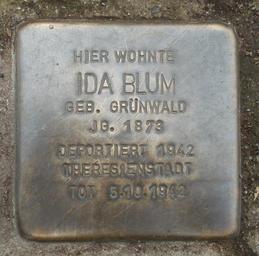 HIER WOHNTE
IDA BLUM
GEB. GRÜNWALD
JG. 1873
DEPORTIERT 1942
THERESIENSTADT
TOT 5.10.1942